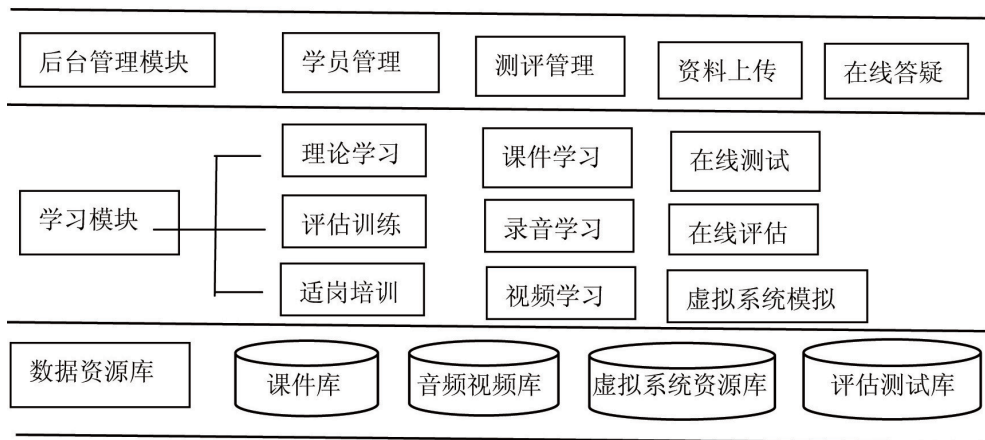 后台管理模块 学员管理 测评管理 资料上传 在线答疑
理论学习 课件学习 在线测试
学习模块 评估训练 录音学习 在线评估
适岗培训 视频学习 虚拟系统模拟
数据资源库 课件库 音频视频库 虚拟系统资源库 评估测试库